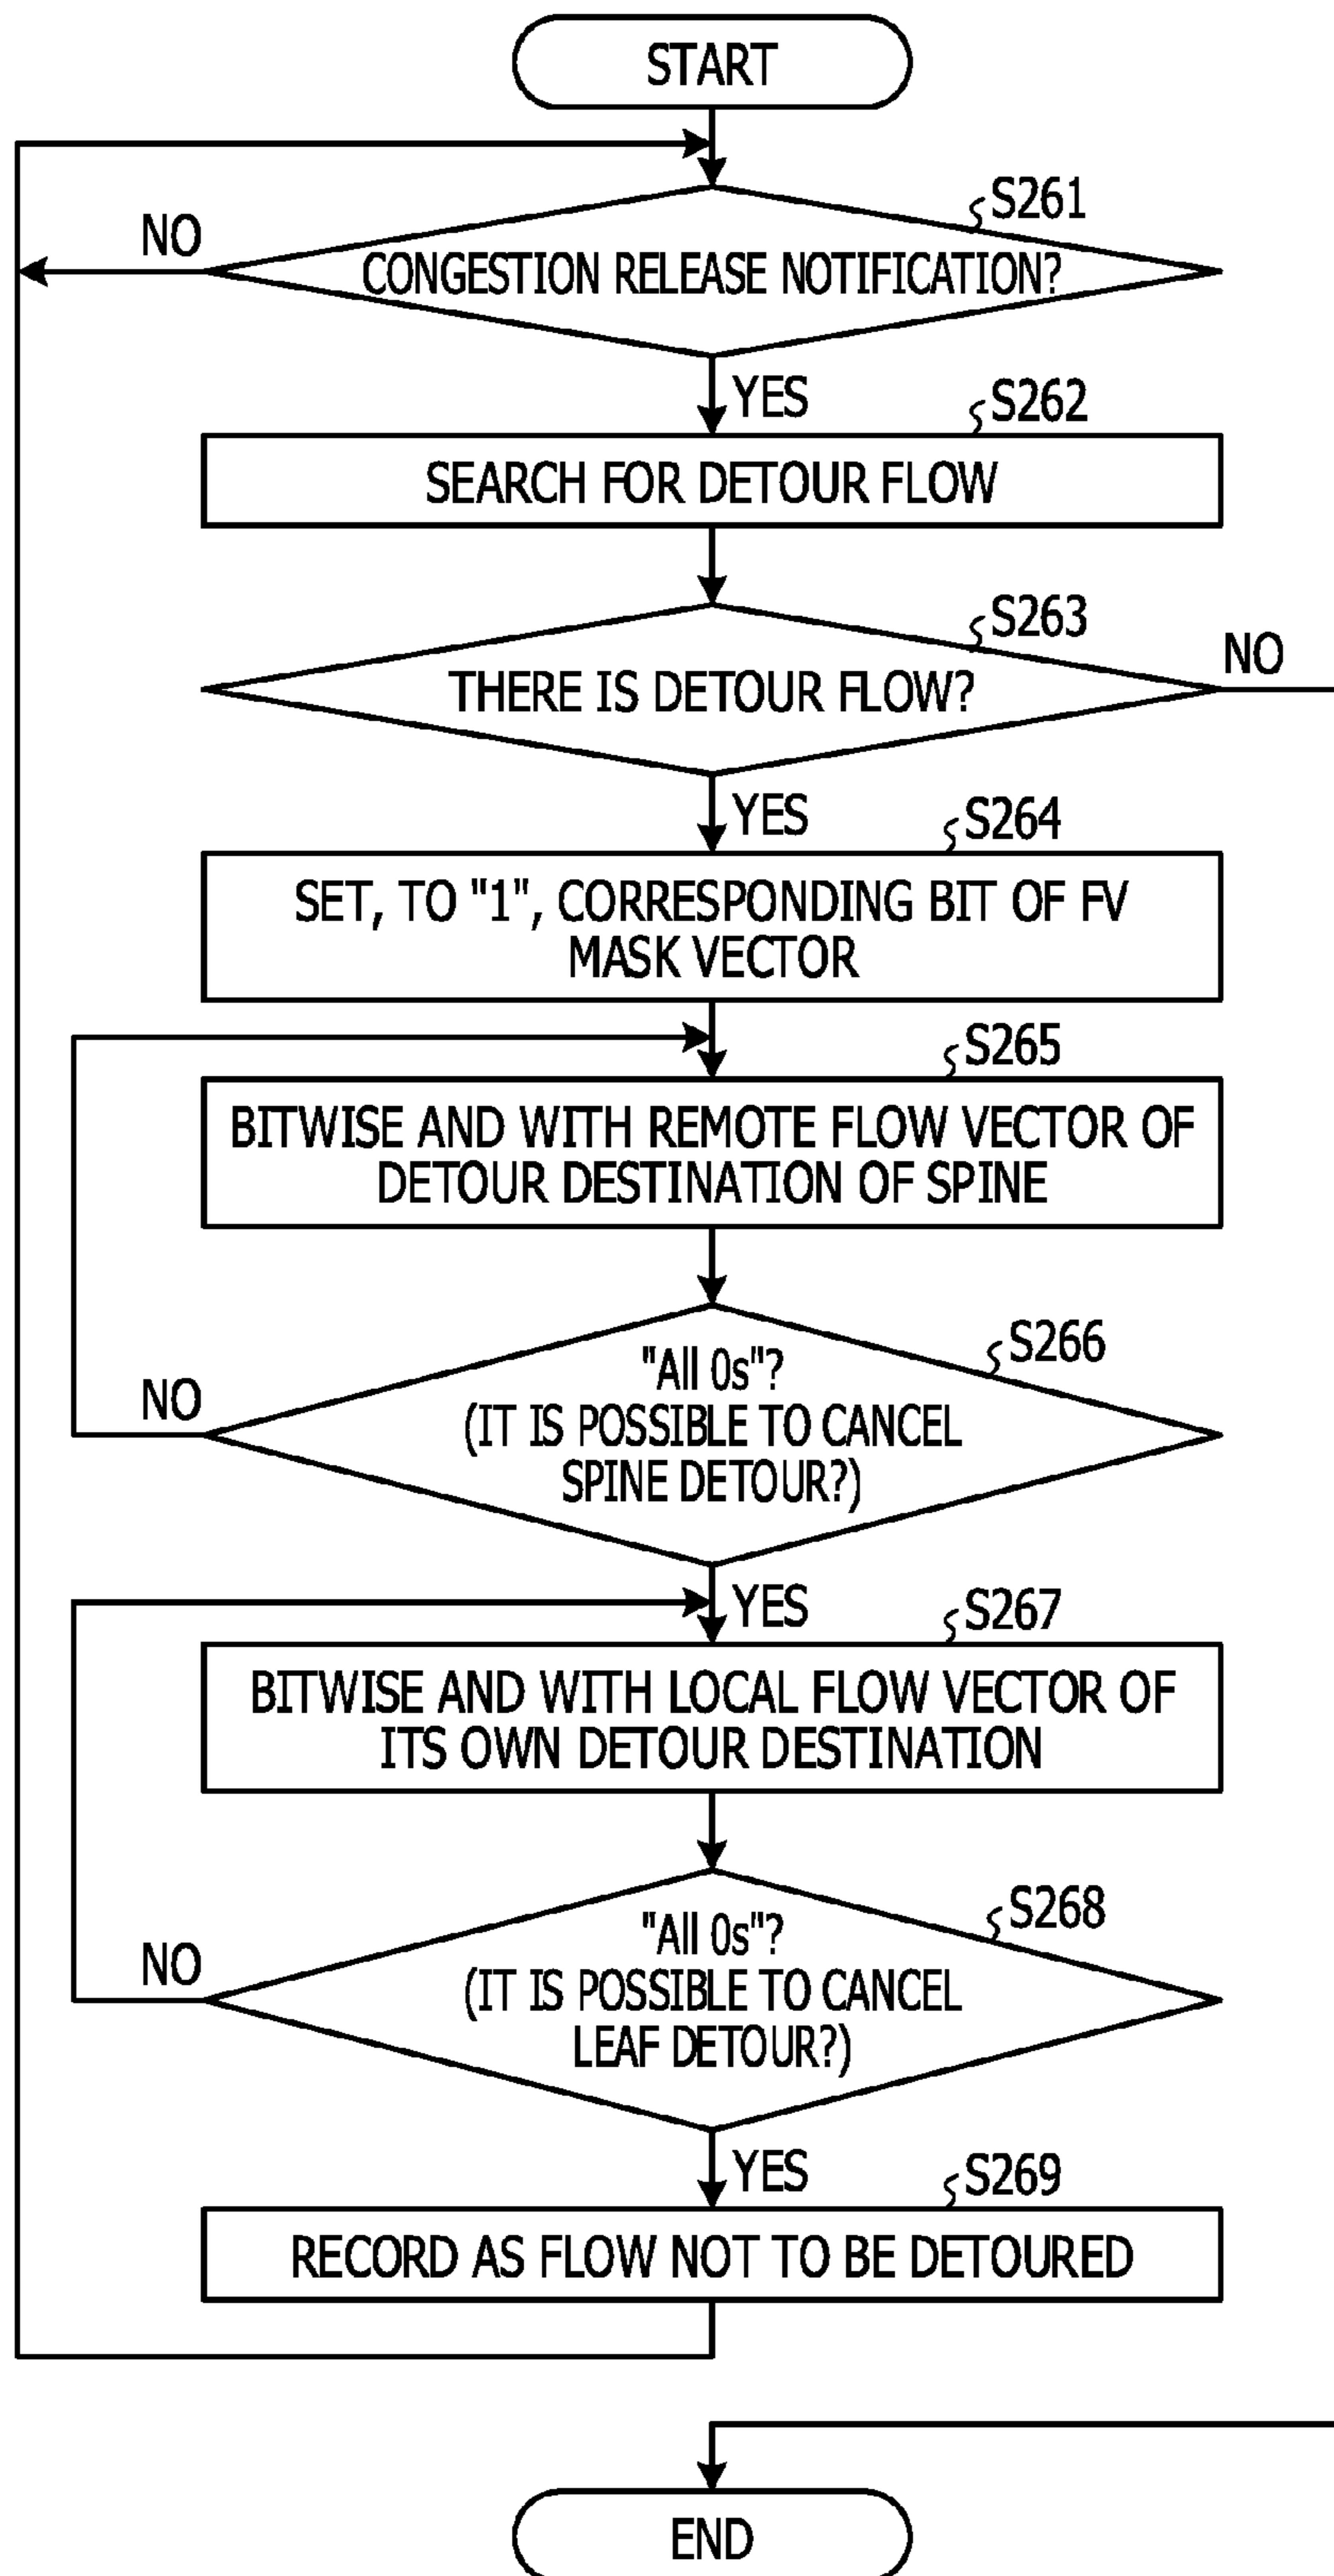 START
S261
NO
CONGESTION RELEASE NOTIFICATION?
YES
S262
SEARCH FOR DETOUR FLOW
S263
NO
THERE IS DETOUR FLOW?
YES
S264
SET, TO "1", CORRESPONDING BIT OF FV
MASK VECTOR
S265
BITWISE AND WITH REMOTE FLOW VECTOR OF
DETOUR DESTINATION OF SPINE
S266
"All 0s"?
NO
(IT IS POSSIBLE TO CANCEL
SPINE DETOUR?)
YES
S267
BITWISE AND WITH LOCAL FLOW VECTOR OF
ITS OWN DETOUR DESTINATION
S268
"All 0s"?
NO
(IT IS POSSIBLE TO CANCEL
LEAF DETOUR?)
YES
S269
RECORD AS FLOW NOT TO BE DETOURED
END